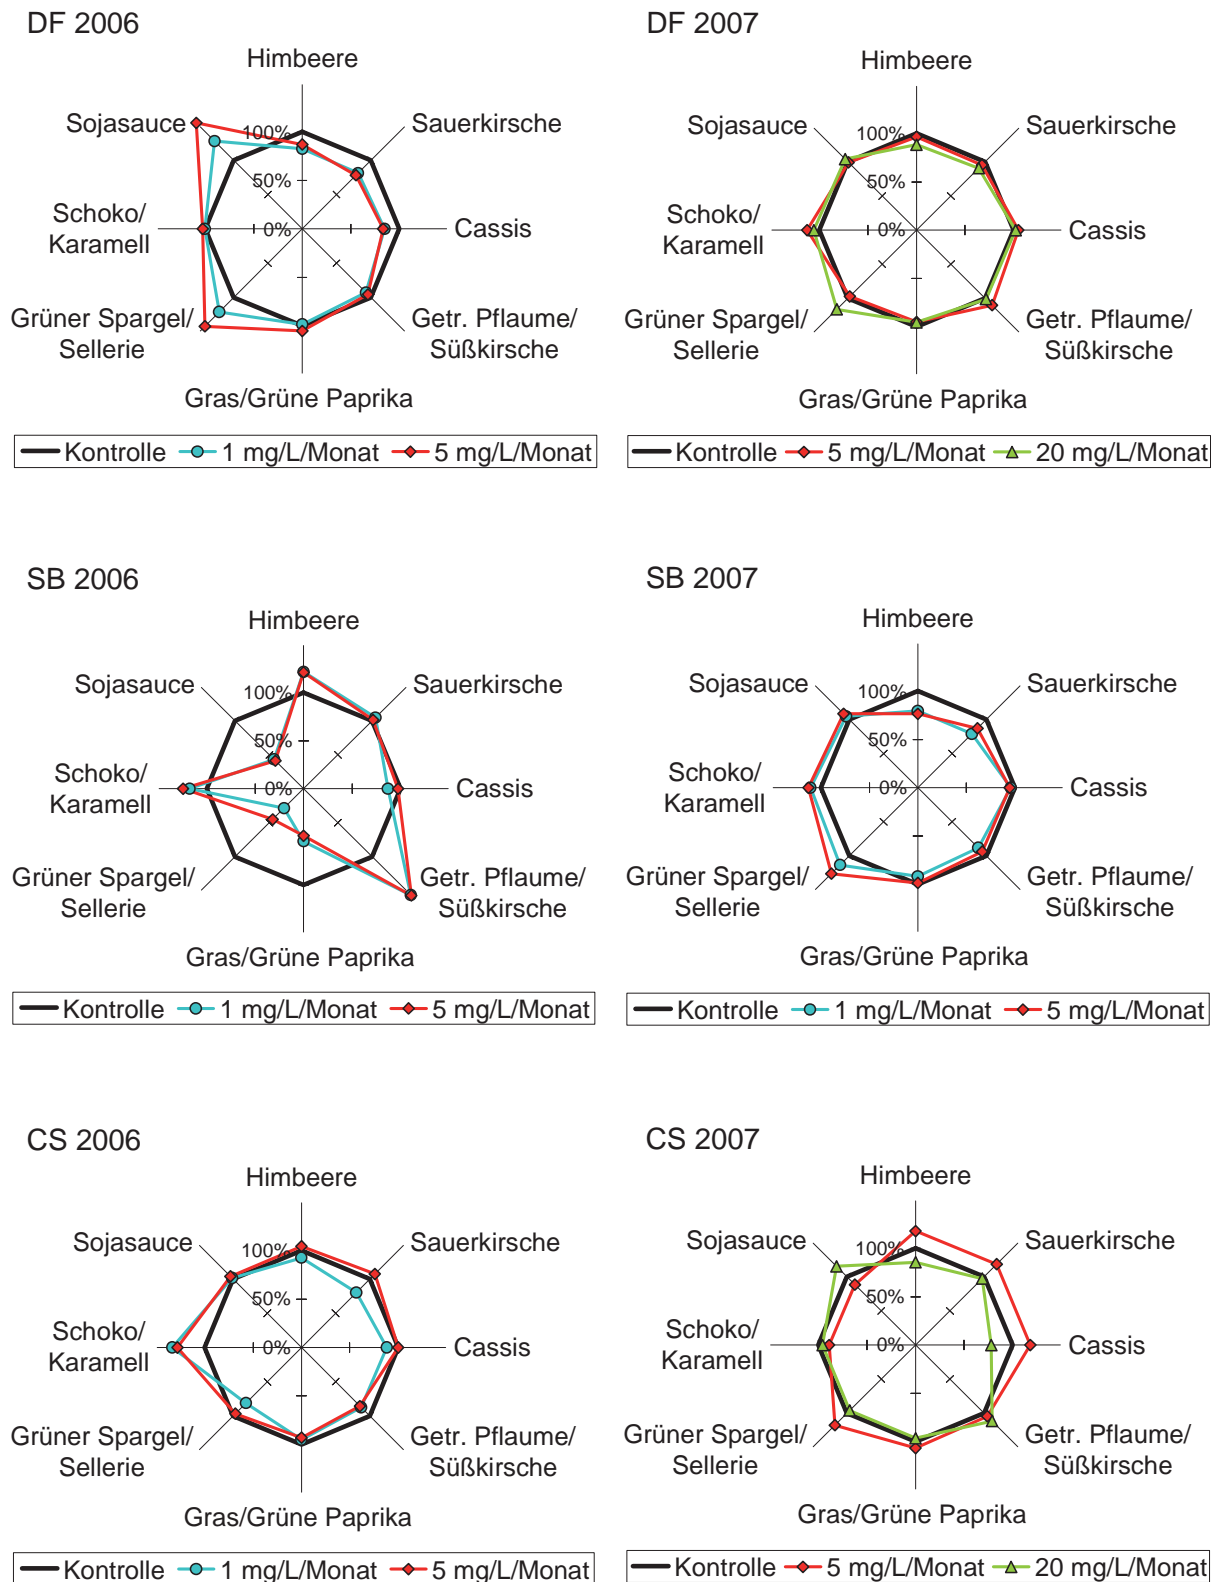 DF 2006
Himbeere
Sojasauce
Sauerkirsche
100%
50%
0%
Schoko/
Karamell
Cassis
Grüner Spargel/
Sellerie
Getr. Pflaume/
Süßkirsche
Gras/Grüne Paprika
Kontrolle 1 mg/L/Monat 5 mg/L/Monat
DF 2007
Himbeere
Sojasauce
Sauerkirsche
100%
50%
0%
Schoko/
Karamell
Cassis
Grüner Spargel/
Sellerie
Getr. Pflaume/
Süßkirsche
Gras/Grüne Paprika
Kontrolle 5 mg/L/Monat 20 mg/L/Monat
SB 2006
Himbeere
Sojasauce
Sauerkirsche
100%
50%
0%
Schoko/
Karamell
Cassis
Grüner Spargel/
Sellerie
Getr. Pflaume/
Süßkirsche
Gras/Grüne Paprika
Kontrolle 1 mg/L/Monat 5 mg/L/Monat
SB 2007
Himbeere
Sojasauce
Sauerkirsche
100%
50%
0%
Schoko/
Karamell
Cassis
Grüner Spargel/
Sellerie
Getr. Pflaume/
Süßkirsche
Gras/Grüne Paprika
Kontrolle 1 mg/L/Monat 5 mg/L/Monat
CS 2006
Himbeere
Sojasauce
Sauerkirsche
100%
50%
0%
Schoko/
Karamell
Cassis
Grüner Spargel/
Sellerie
Getr. Pflaume/
Süßkirsche
Gras/Grüne Paprika
Kontrolle 1 mg/L/Monat 5 mg/L/Monat
CS 2007
Himbeere
Sojasauce
Sauerkirsche
100%
50%
0%
Schoko/
Karamell
Cassis
Grüner Spargel/
Sellerie
Getr. Pflaume/
Süßkirsche
Gras/Grüne Paprika
Kontrolle 5 mg/L/Monat 20 mg/L/Monat